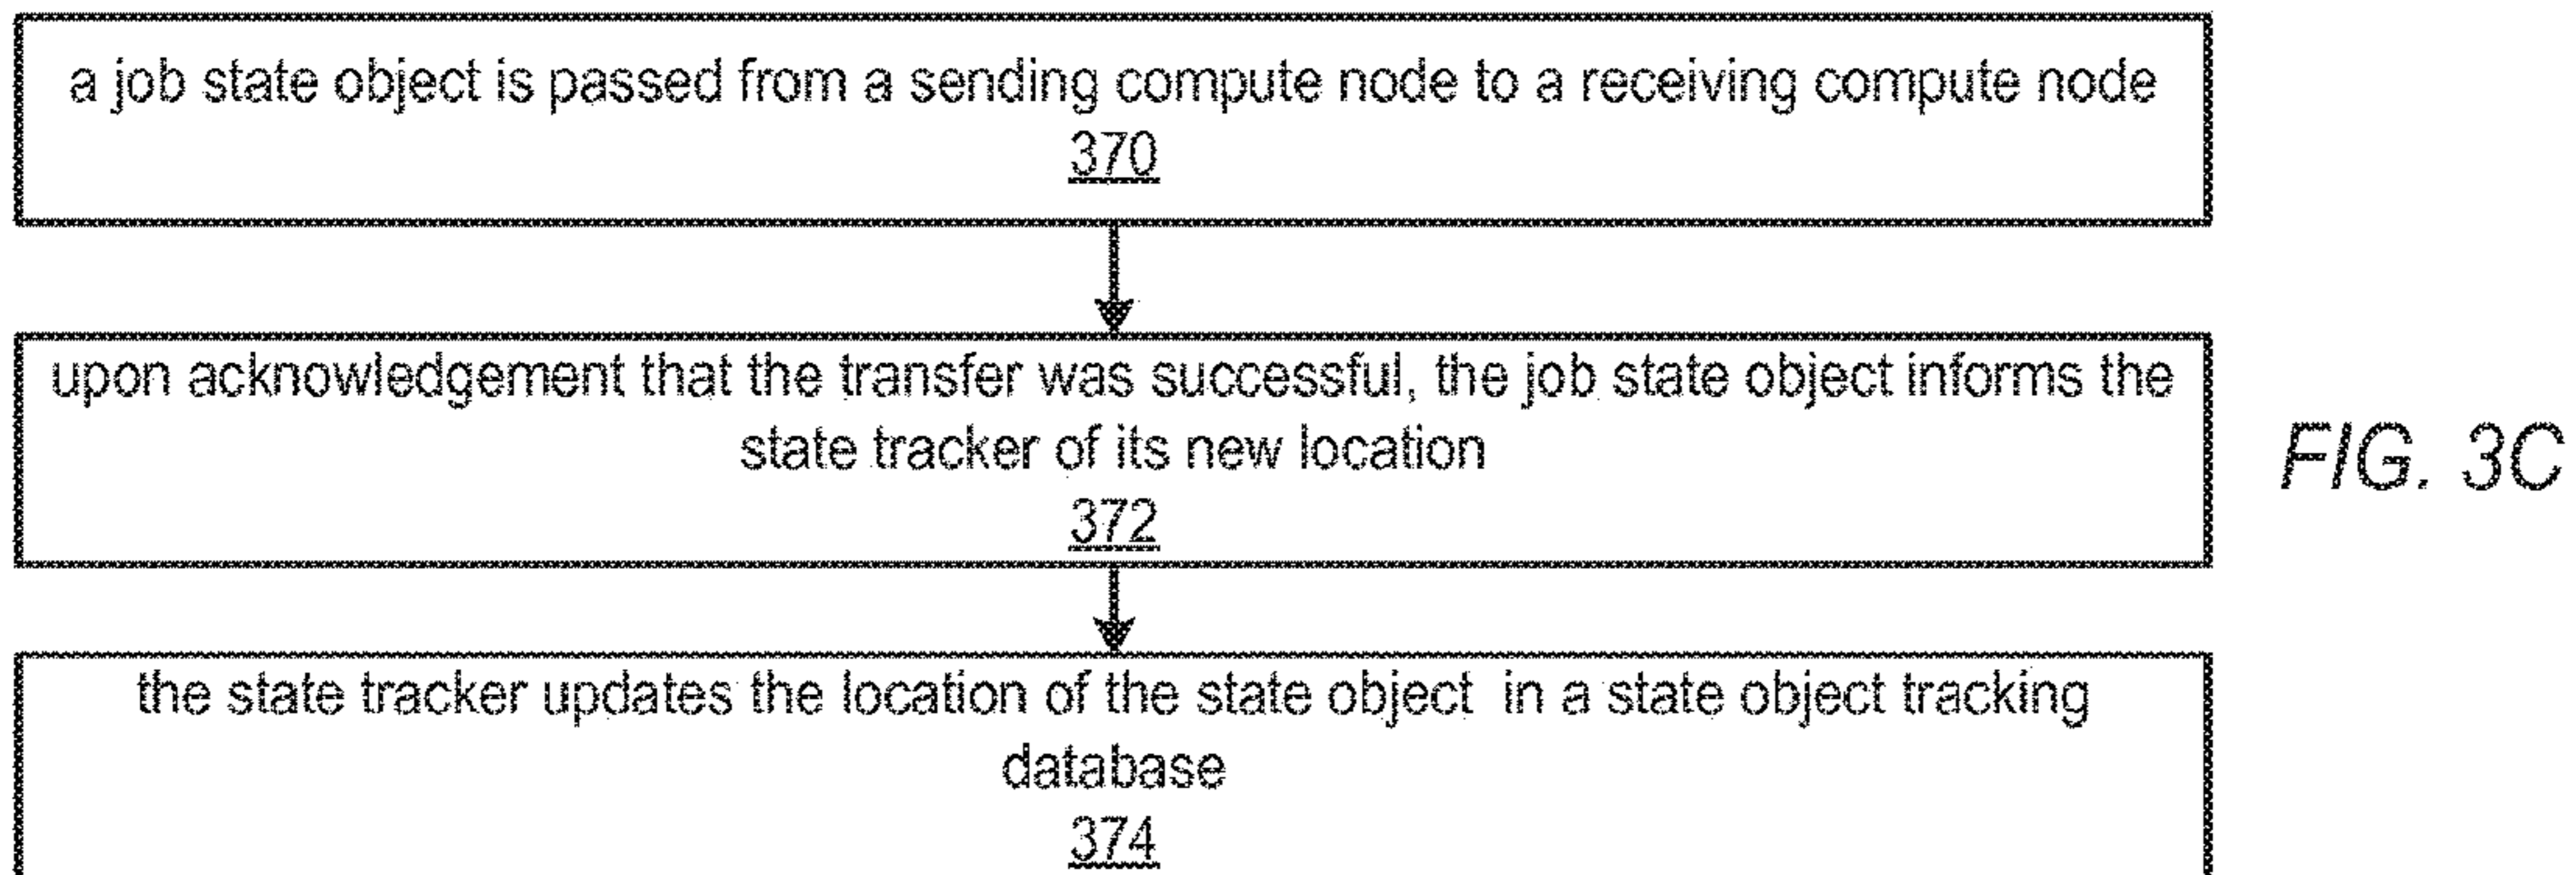 a job state object is passed from a sending compute node to a receiving compute node
370
upon acknowledgement that the transfer was successful, the job state object informs the
state tracker of its new location
372
FIG. 3C
the state tracker updates the location of the state object in a state object tracking
database
374